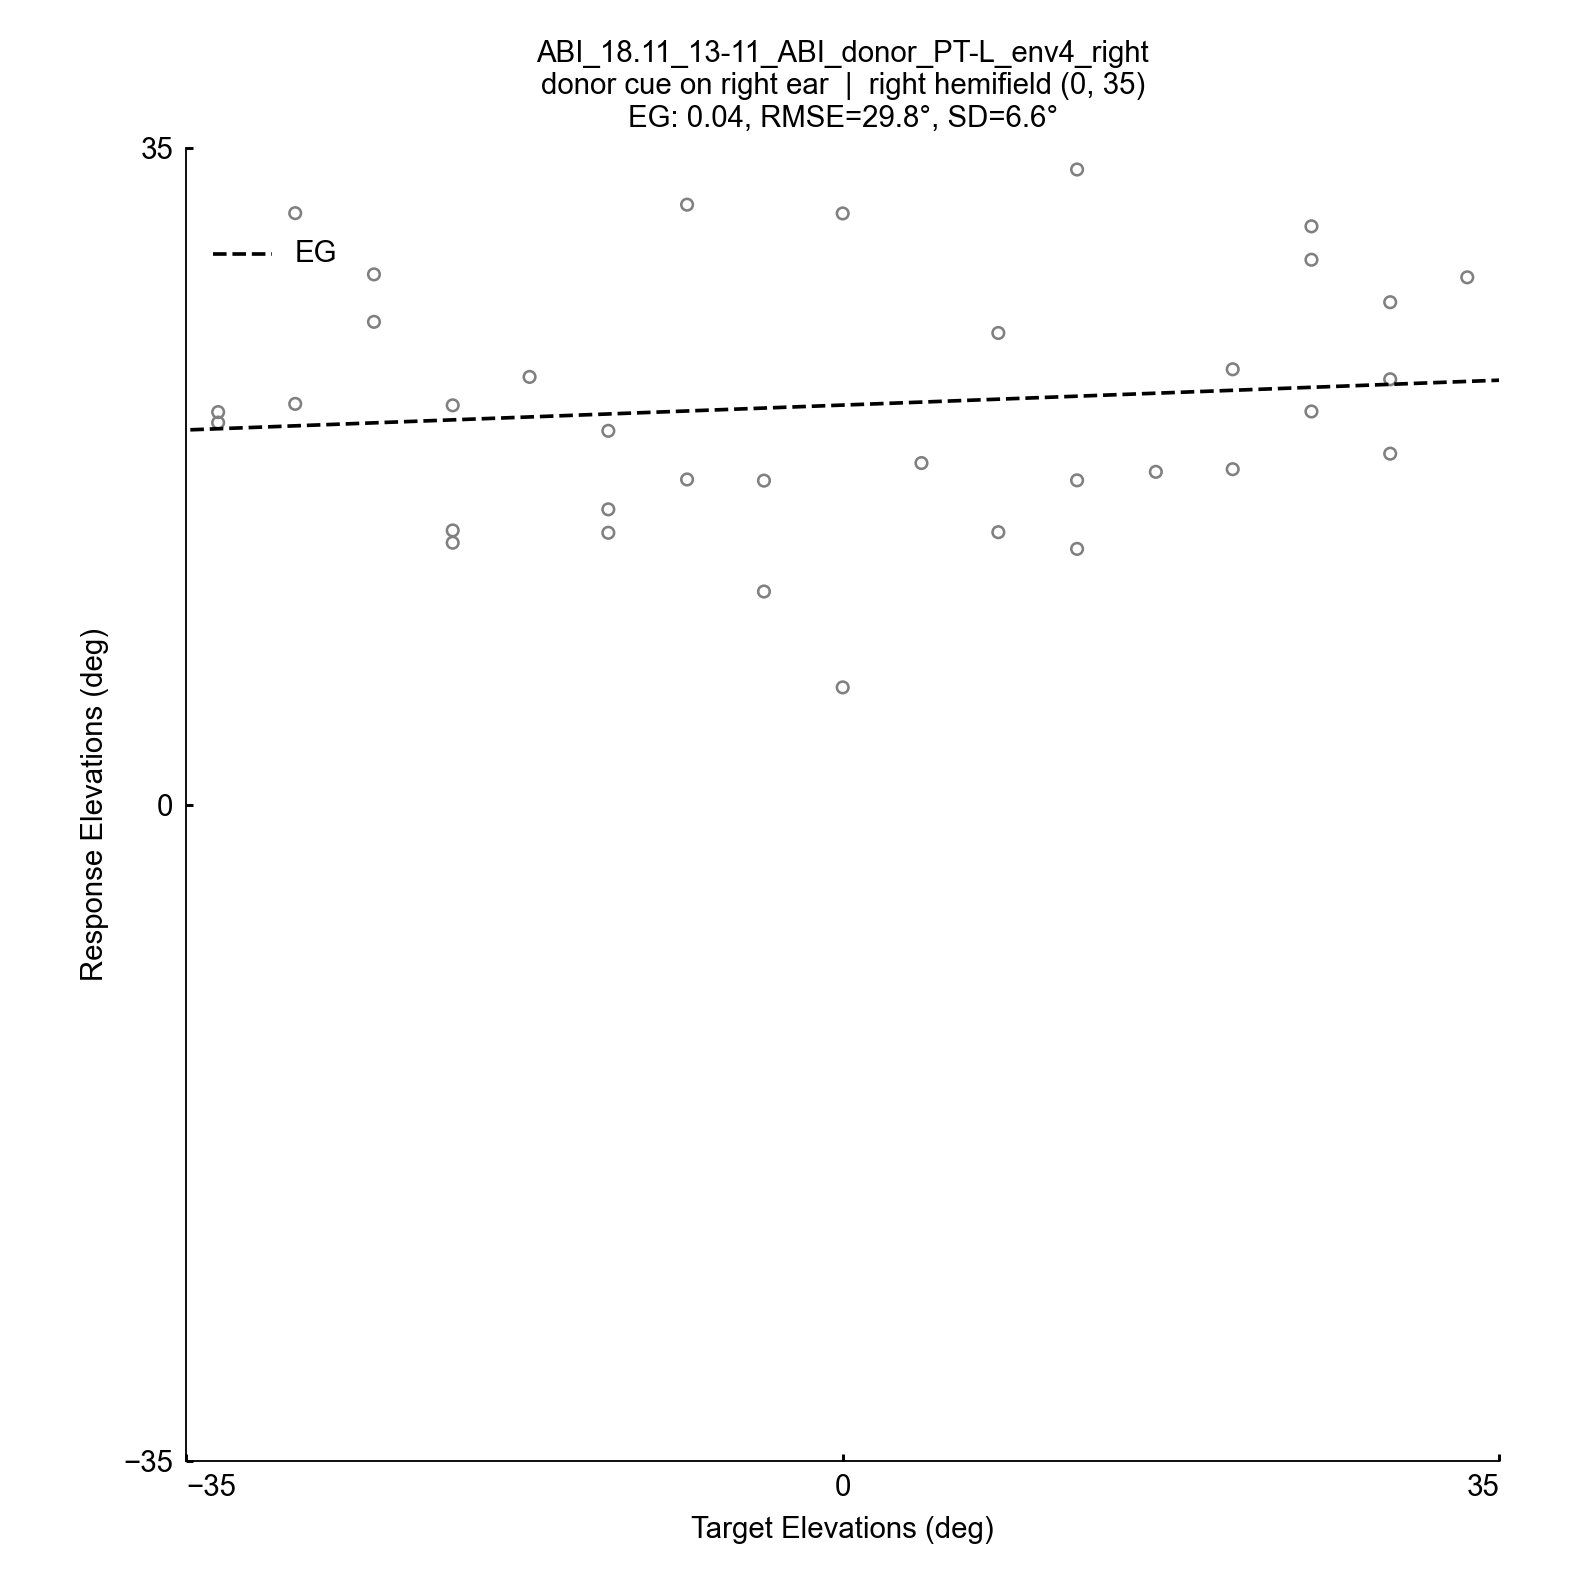 ABI_18.11_13-11_ABI_donor_PT-L_env4_right
donor cue on right ear | right hemifield (0, 35)
EG: 0.04, RMSE=29.8°, SD=6.6°
35
EG
Response Elevations (deg)
0
−35
−35 0 35
Target Elevations (deg)